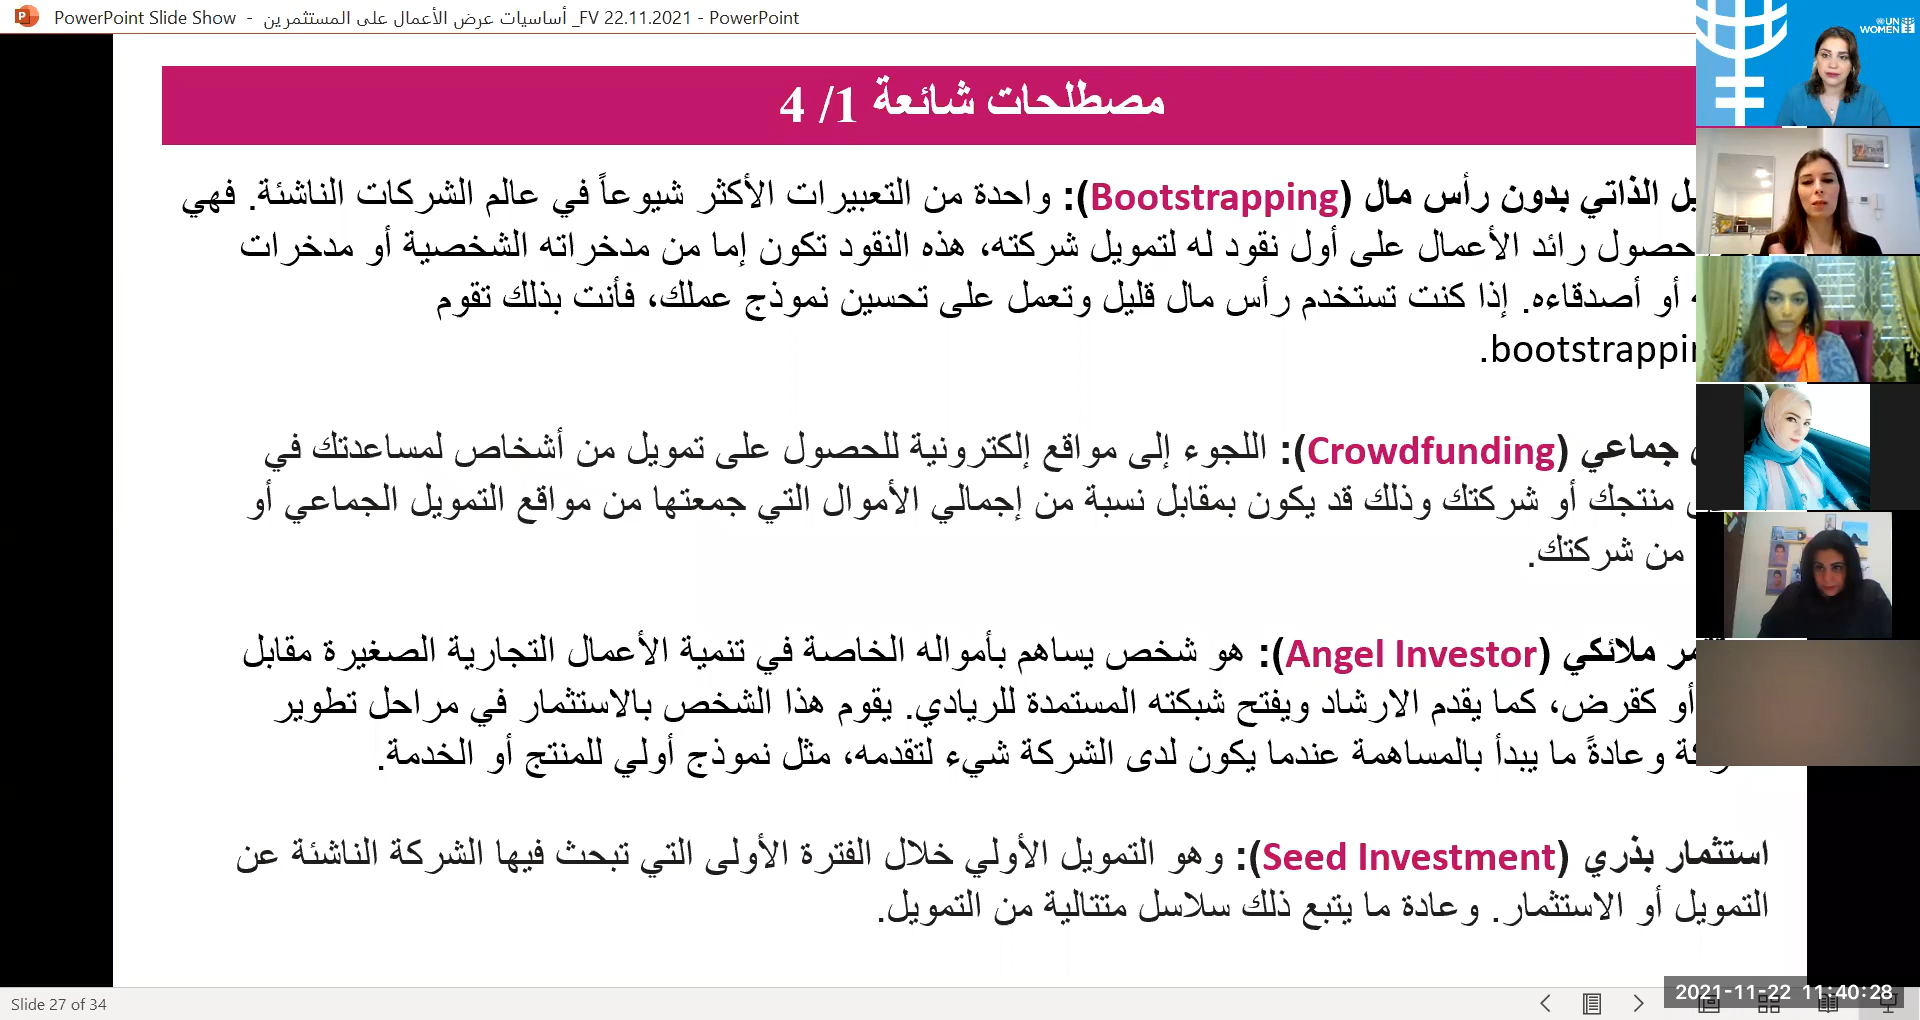 PowerPoint Slide Show - أساسيات عرض الأعمال على المستثمرين _FV 22.11.2021 - PowerPoint
UN
WOMEN
مصطلحات شائعة 1/ 4
الذاتي بدون رأس مال (Bootstrapping): واحدة من التعبيرات الأكثر شيوعاً في عالم الشركات الناشئة. فهي
حصول رائد الأعمال على أول نقود له لتمويل شركته، هذه النقود تكون إما من مدخراته الشخصية أو مدخرات
أو أصدقاءه. إذا كنت تستخدم رأس مال قليل وتعمل على تحسين نموذج عملك، فأنت بذلك تقوم
جماعي (Crowdfunding): اللجوء إلى مواقع إلكترونية للحصول على تمويل من أشخاص لمساعدتك في
منتجك أو شركتك وذلك قد يكون بمقابل نسبة من إجمالي الأموال التي جمعتها من مواقع التمويل الجماعي أو
من شركتك.
ملائكي (Angel Investor): هو شخص يساهم بأمواله الخاصة في تنمية الأعمال التجارية الصغيرة مقابل
أو كقرض، كما يقدم الارشاد ويفتح شبكته المستمدة للريادي. يقوم هذا الشخص بالاستثمار في مراحل تطوير
وعادةً ما يبدأ بالمساهمة عندما يكون لدى الشركة شيء لتقدمه، مثل نموذج أولي للمنتج أو الخدمة.
استثمار بذري (Seed Investment): وهو التمويل الأولي خلال الفترة الأولى التي تبحث فيها الشركة الناشئة عن
التمويل أو الاستثمار. وعادة ما يتبع ذلك سلاسل متتالية من التمويل.
Slide 27 of 34
2021-11-22 11:40:28